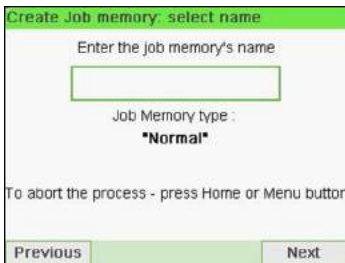 Create Job memory: select name
Enter the job memory's name
Job Memory type :
"Normal"
To abort the process - press Home or Menu button
Previous Next